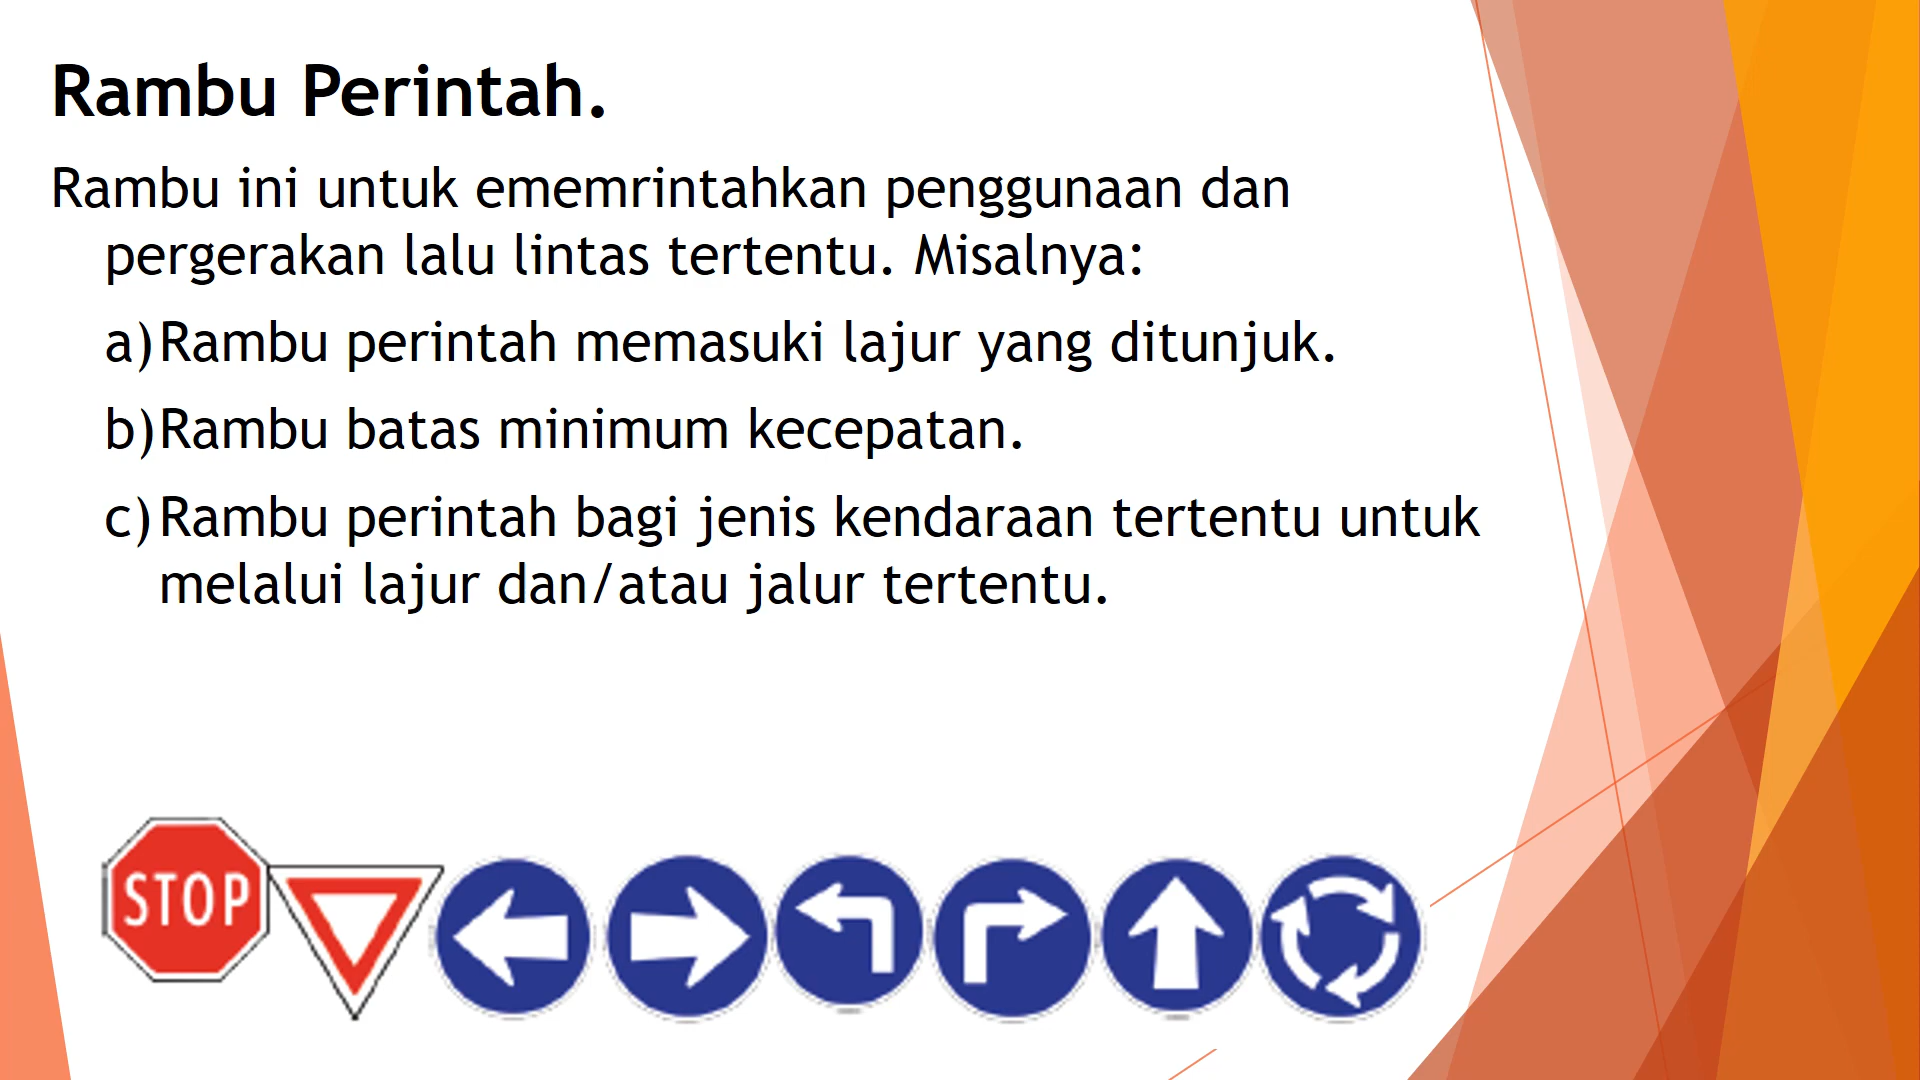 Rambu Perintah.
Rambu ini untuk ememrintahkan penggunaan dan
pergerakan lalu lintas tertentu. Misalnya:
a)Rambu perintah memasuki lajur yang ditunjuk.
b)Rambu batas minimum kecepatan.
c)Rambu perintah bagi jenis kendaraan tertentu untuk
melalui lajur dan/atau jalur tertentu.
STOP